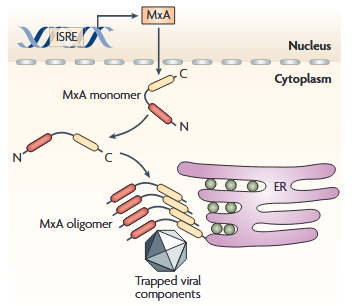 MxA
ISRE
Nucleus
Cytoplasm
C
MxA monomer
N
N
C
ER
MxA oligomer
Trapped viral
components